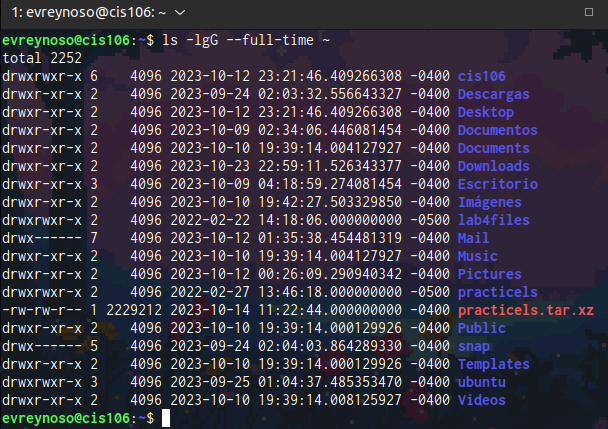 1: evreynoso@cis106: ~
evreynoso@cis106:~$ ls -lgG --full-time ~
total 2252
drwxrwxr-x 6    4096 2023-10-12 23:21:46.409266308 -0400 cis106
drwxr-xr-x 2    4096 2023-09-24 02:03:32.556643327 -0400 Descargas
drwxr-xr-x 2    4096 2023-10-12 23:21:46.409266308 -0400 Desktop
drwxr-xr-x 2    4096 2023-10-09 02:34:06.446081454 -0400 Documentos
drwxr-xr-x 2    4096 2023-10-10 19:39:14.004127927 -0400 Documents
drwxr-xr-x 2    4096 2023-10-23 22:59:11.526343377 -0400 Downloads
drwxr-xr-x 3    4096 2023-10-09 04:18:59.274081454 -0400 Escritorio
drwxr-xr-x 2    4096 2023-10-10 19:42:27.503329850 -0400 Imágenes
drwxrwxr-x 2    4096 2022-02-22 14:18:06.000000000 -0500 lab4files
drwx------ 7    4096 2023-10-12 01:35:38.454481319 -0400 Mail
drwxr-xr-x 2    4096 2023-10-10 19:39:14.004127927 -0400 Music
drwxr-xr-x 2    4096 2023-10-12 00:26:09.290940342 -0400 Pictures
drwxrwxr-x 2    4096 2022-02-27 13:46:18.000000000 -0500 practicels
-rw-rw-r-- 1 2229212 2023-10-14 11:22:44.000000000 -0400 practicels.tar.xz
drwxr-xr-x 2    4096 2023-10-10 19:39:14.000129926 -0400 Public
drwx------ 5    4096 2023-09-24 02:04:03.864289330 -0400 snap
drwxr-xr-x 2    4096 2023-10-10 19:39:14.000129926 -0400 Templates
drwxrwxr-x 3    4096 2023-09-25 01:04:37.485353470 -0400 ubuntu
drwxr-xr-x 2    4096 2023-10-10 19:39:14.008125927 -0400 Videos
evreynoso@cis106:~$